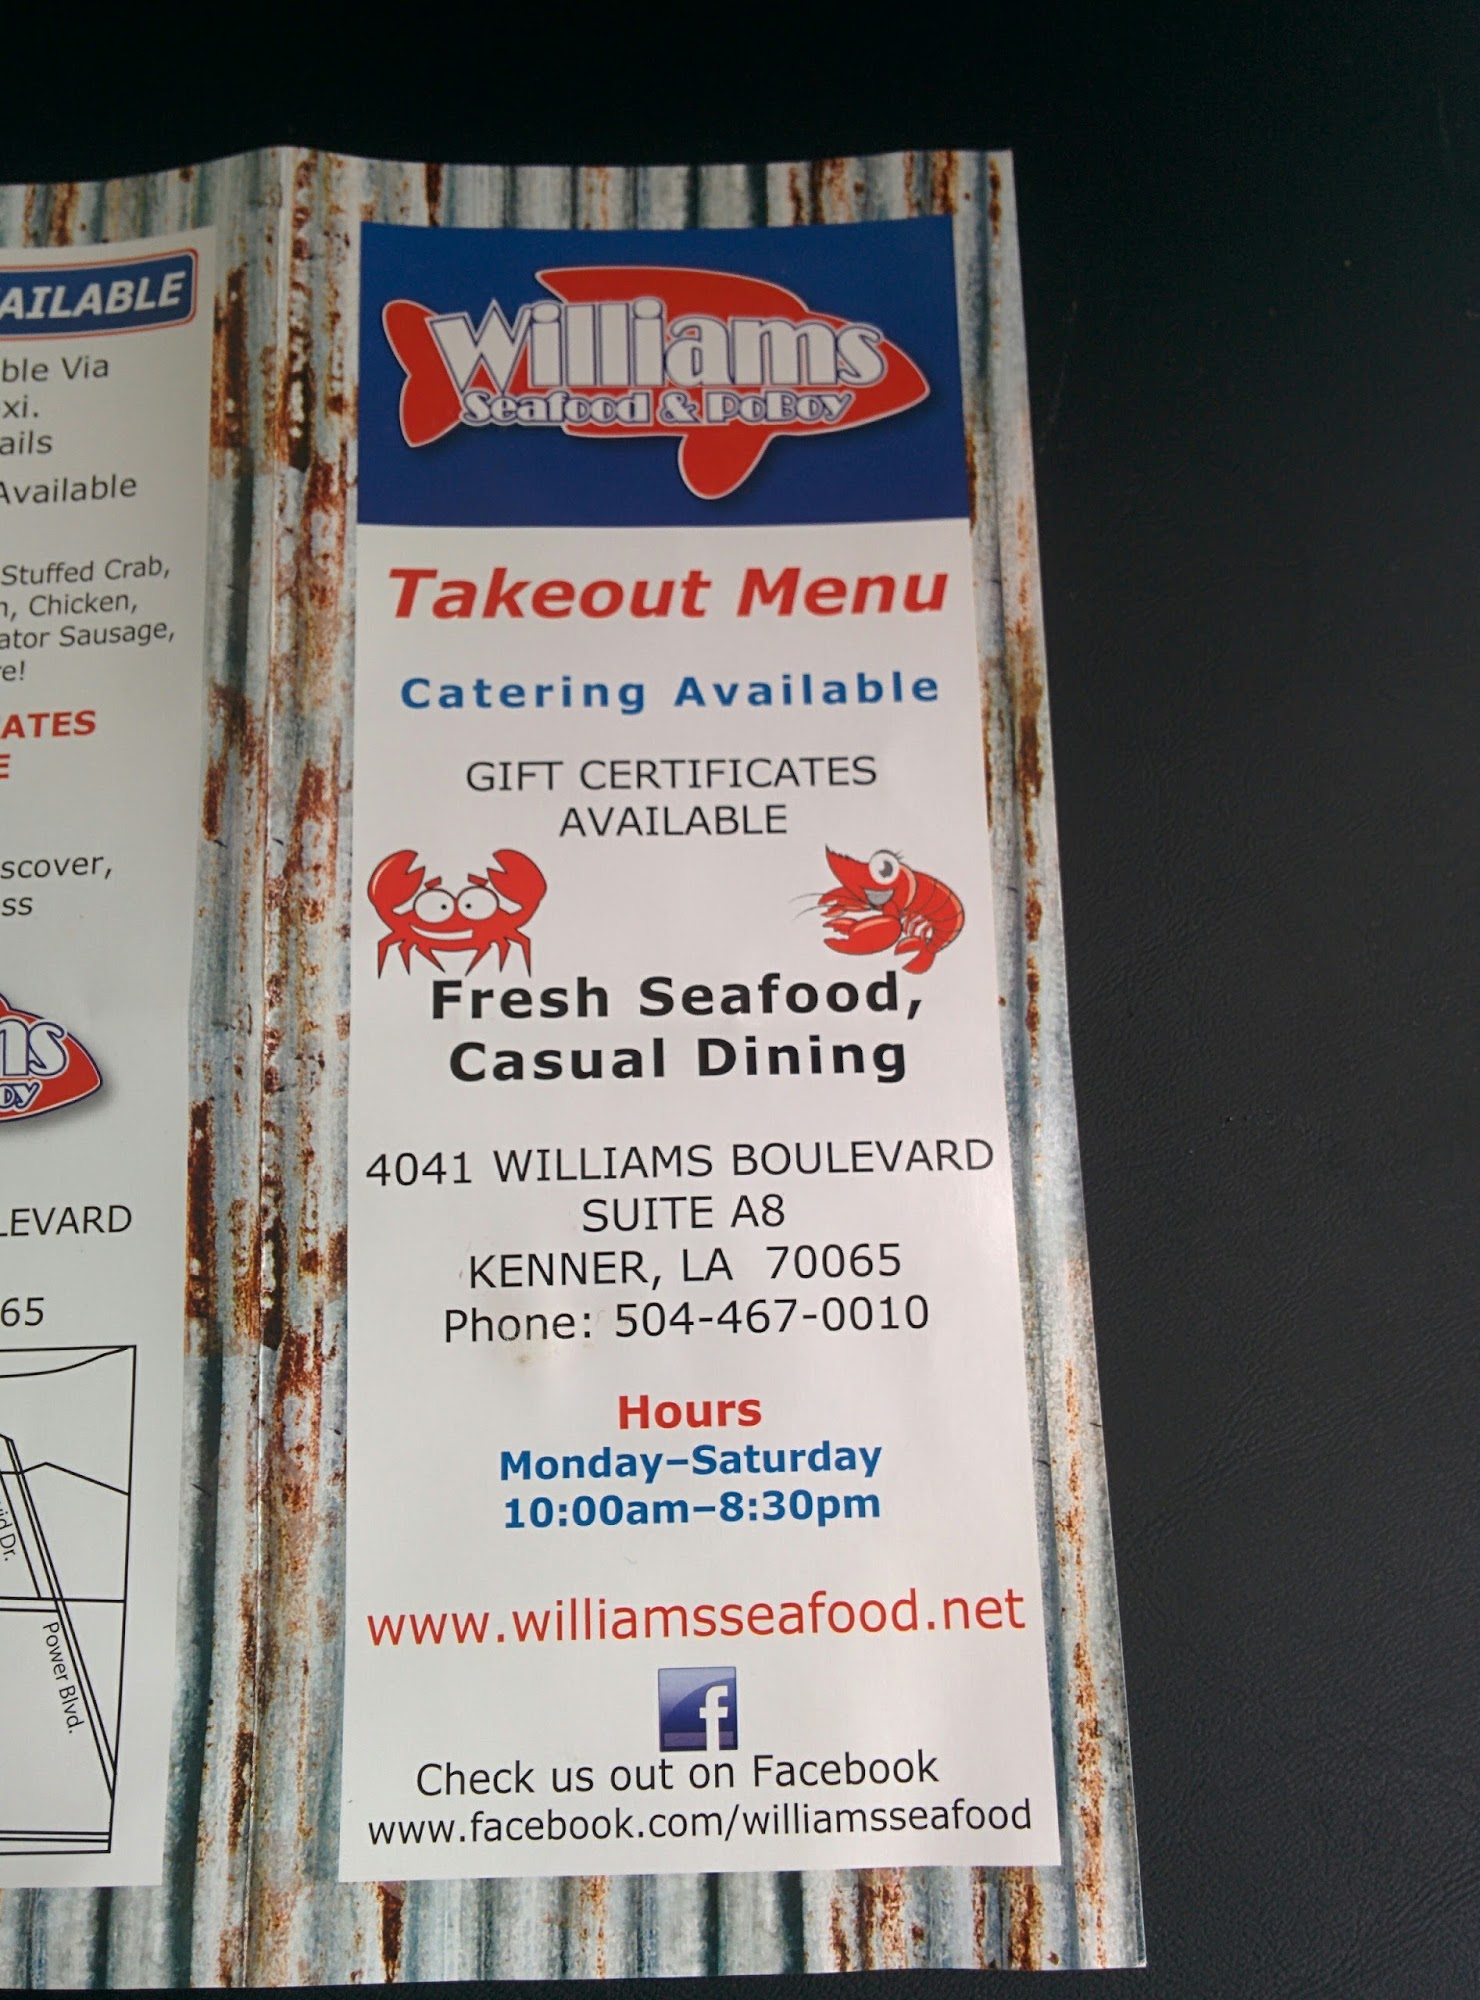 AILABLE
ble Via
xi.
ails
Available
Stuffed Crab,
Chicken,
ator Sausage,
e!
ATES
E
scover,
ss
LEVARD
65
Dr.
Power Blvd.
Williams
Seafood & PoBoy
Takeout Menu
Catering Available
GIFT CERTIFICATES
AVAILABLE
Fresh Seafood,
Casual Dining
4041 WILLIAMS BOULEVARD
SUITE A8
KENNER, LA 70065
Phone: 504-467-0010
Hours
Monday–Saturday
10:00am–8:30pm
www.williamsseafood.net
f
Check us out on Facebook
www.facebook.com/williamsseafood